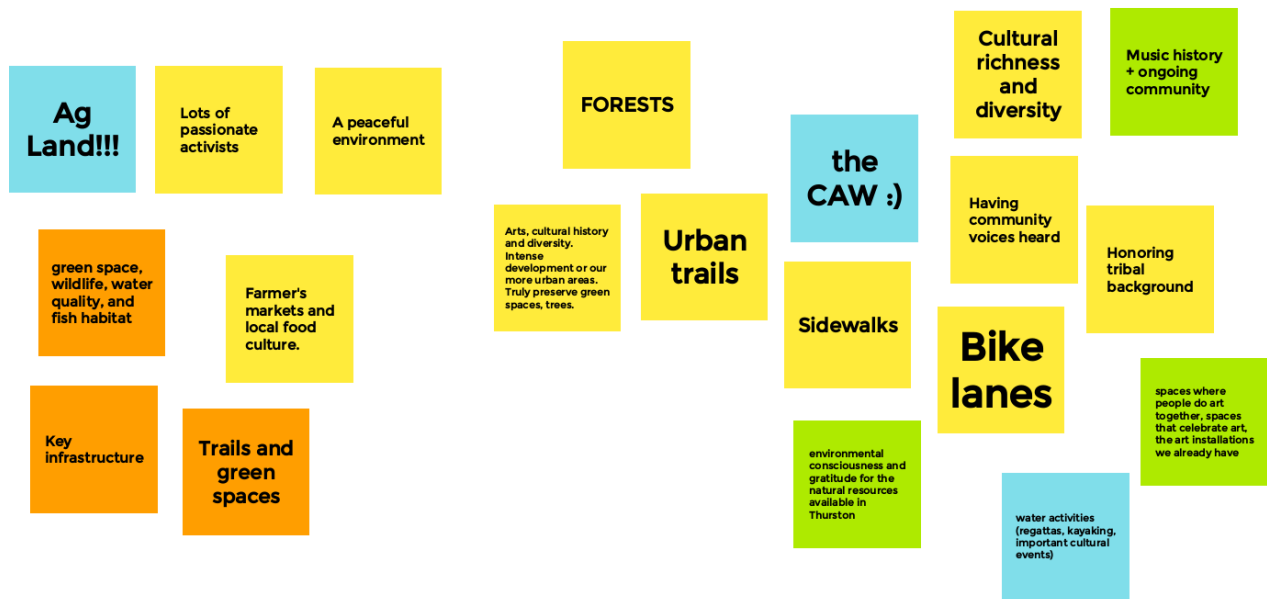 Ag
Land!!!
Lots of
passionate
activists
A peaceful
environment
FORESTS
Cultural
richness
and
diversity
Music history
+ ongoing
community
the
CAW :)
Having
community
voices heard
Honoring
tribal
background
Arts, cultural history
and diversity.
Intense
development or our
more urban areas.
Truly preserve green
spaces, trees.
Urban
trails
green space,
wildlife, water
quality, and
fish habitat
Farmer's
markets and
local food
culture.
Sidewalks
Bike
lanes
Key
infrastructure
Trails and
green
spaces
environmental
consciousness and
gratitude for the
natural resources
available in
Thurston
spaces where
people do art
together, spaces
that celebrate art,
the art installations
we already have
water activities
(regattas, kayaking,
important cultural
events)